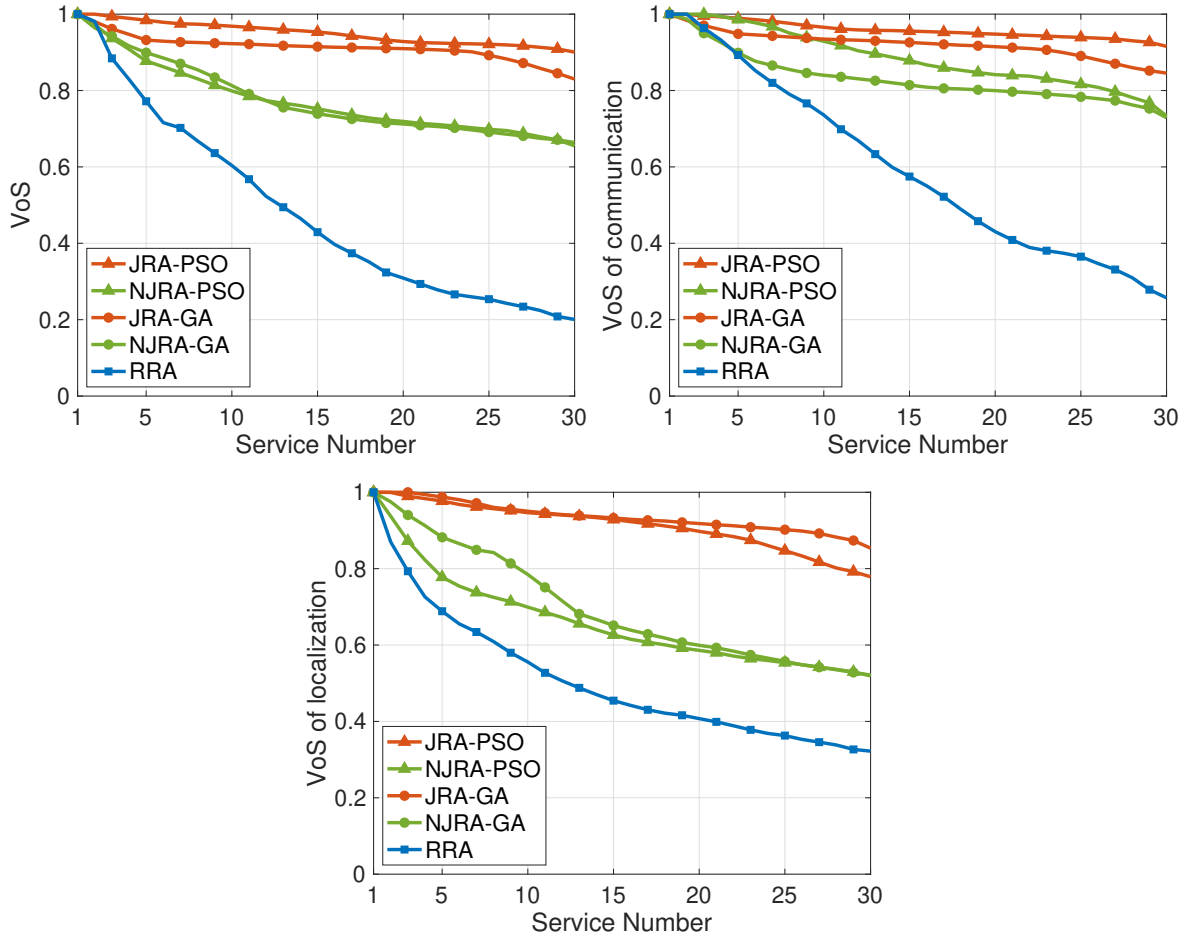 1
0.8
0.6
0.4
0.2
0
VoS
JRA-PSO
NJRA-PSO
JRA-GA
NJRA-GA
RRA
1 5 10 15 20 25 30
Service Number
1
0.8
0.6
0.4
0.2
0
VoS of communication
JRA-PSO
NJRA-PSO
JRA-GA
NJRA-GA
RRA
1 5 10 15 20 25 30
Service Number
1
0.8
0.6
0.4
0.2
0
VoS of localization
JRA-PSO
NJRA-PSO
JRA-GA
NJRA-GA
RRA
1 5 10 15 20 25 30
Service Number